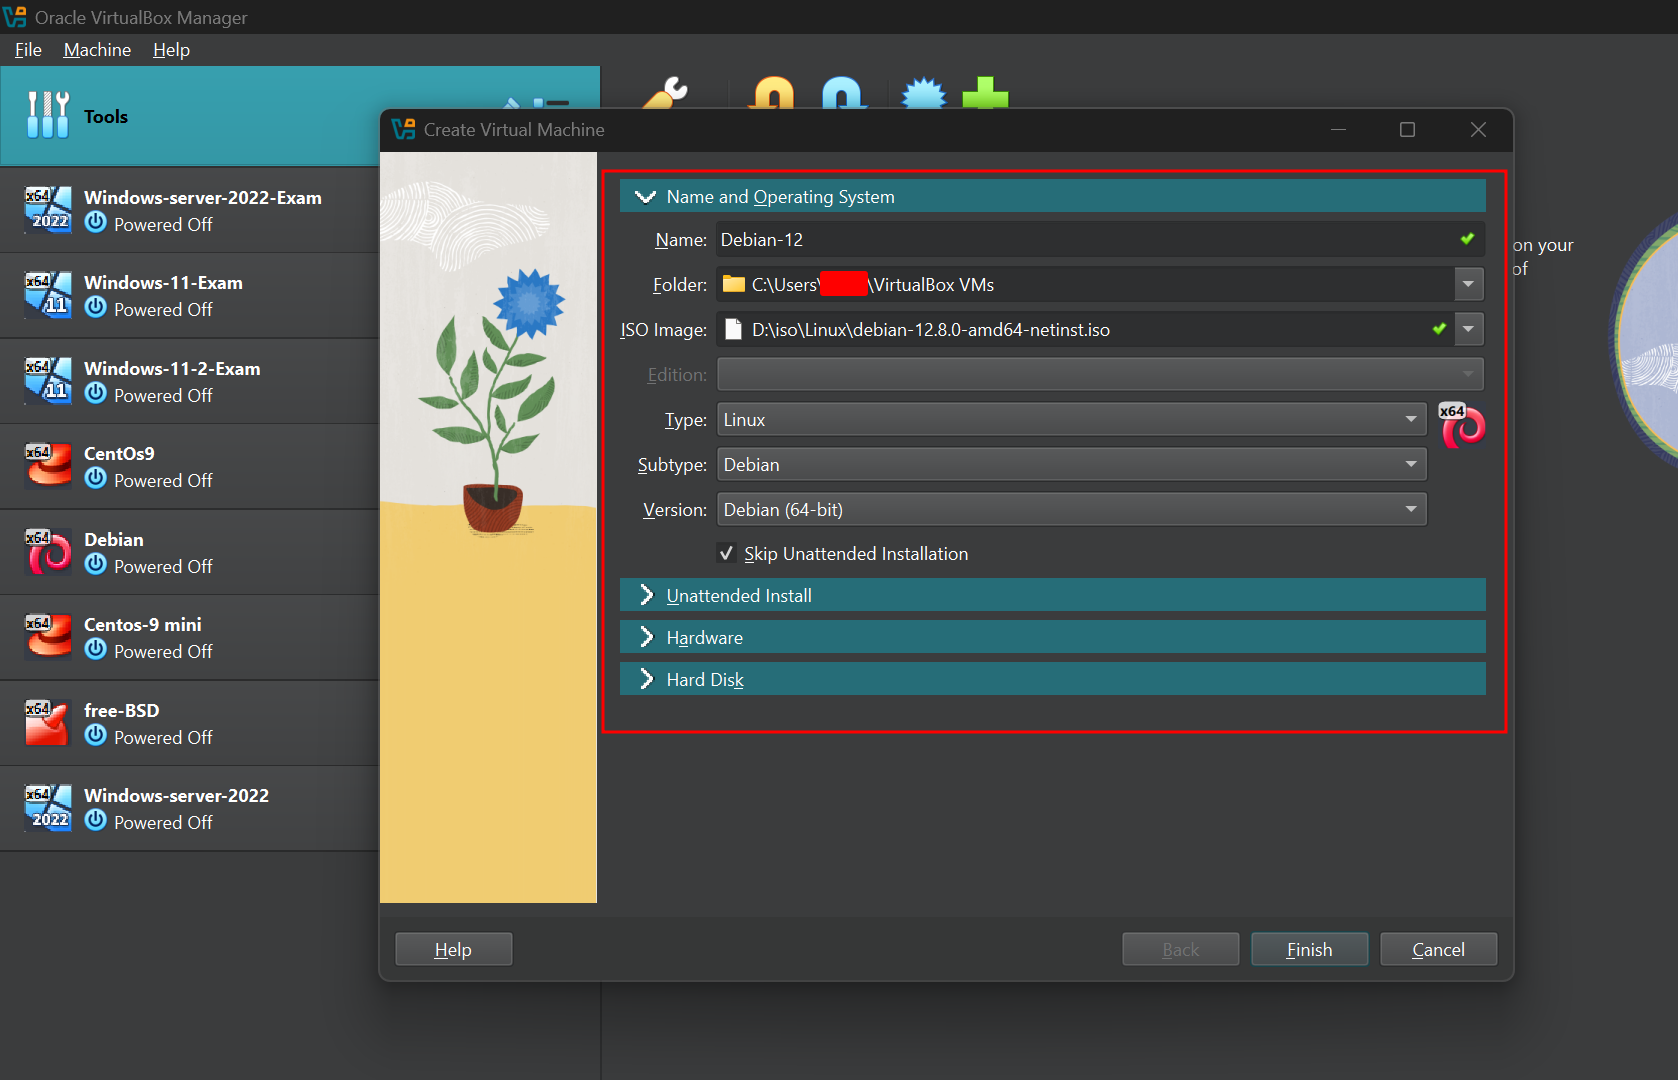 Oracle VirtualBox Manager
File Machine Help
Tools
x64
2022
Windows-server-2022-Exam
Powered Off
x64
11
Windows-11-Exam
Powered Off
x64
11
Windows-11-2-Exam
Powered Off
x64
CentOs9
Powered Off
x64
Debian
Powered Off
x64
Centos-9 mini
Powered Off
x64
free-BSD
Powered Off
x64
2022
Windows-server-2022
Powered Off
Create Virtual Machine
Name and Operating System
Name: Debian-12
Folder: C:\Users\ \VirtualBox VMs
ISO Image: D:\iso\Linux\debian-12.8.0-amd64-netinst.iso
Edition:
Type: Linux
x64
Subtype: Debian
Version: Debian (64-bit)
Skip Unattended Installation
Unattended Install
Hardware
Hard Disk
Help Back Finish Cancel
on your
of